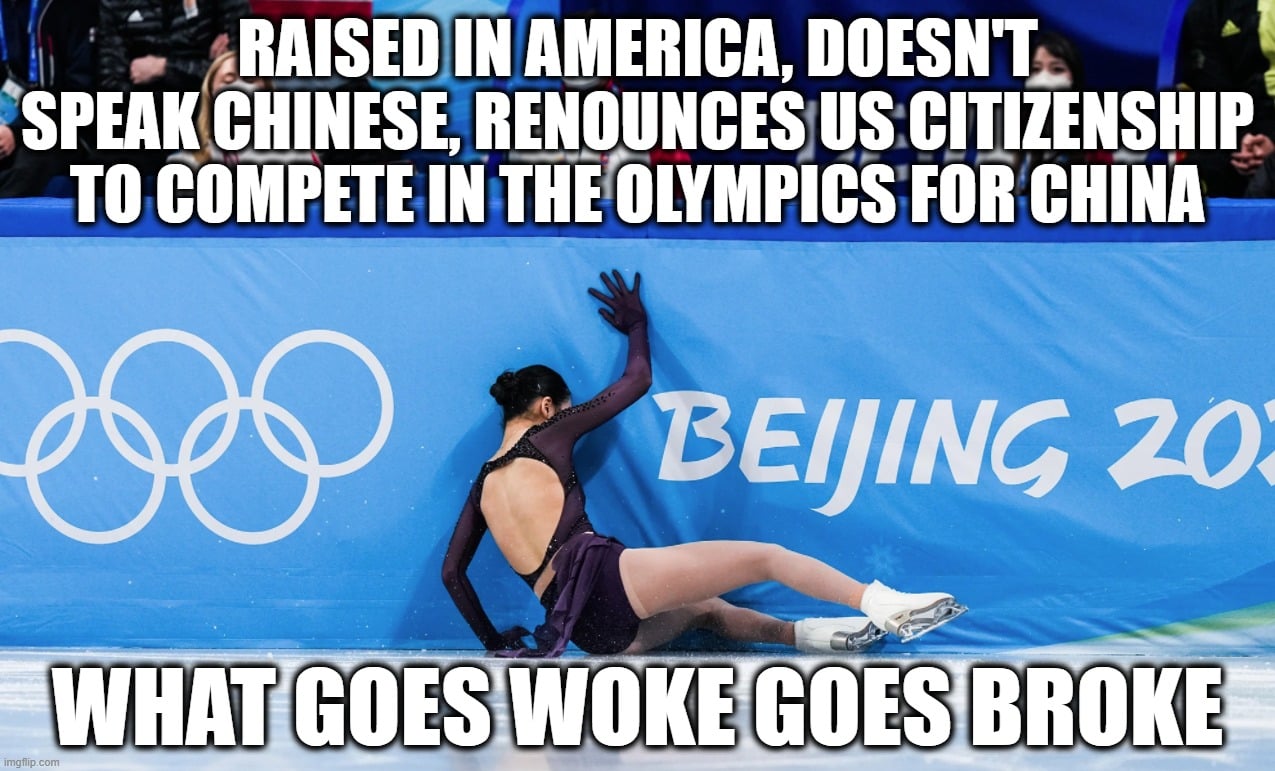 RAISED IN AMERICA, DOESN'T
SPEAK CHINESE, RENOUNCES US CITIZENSHIP
TO COMPETE IN THE OLYMPICS FOR CHINA
BEIJING 202
WHAT GOES WOKE GOES BROKE
imgflip.com